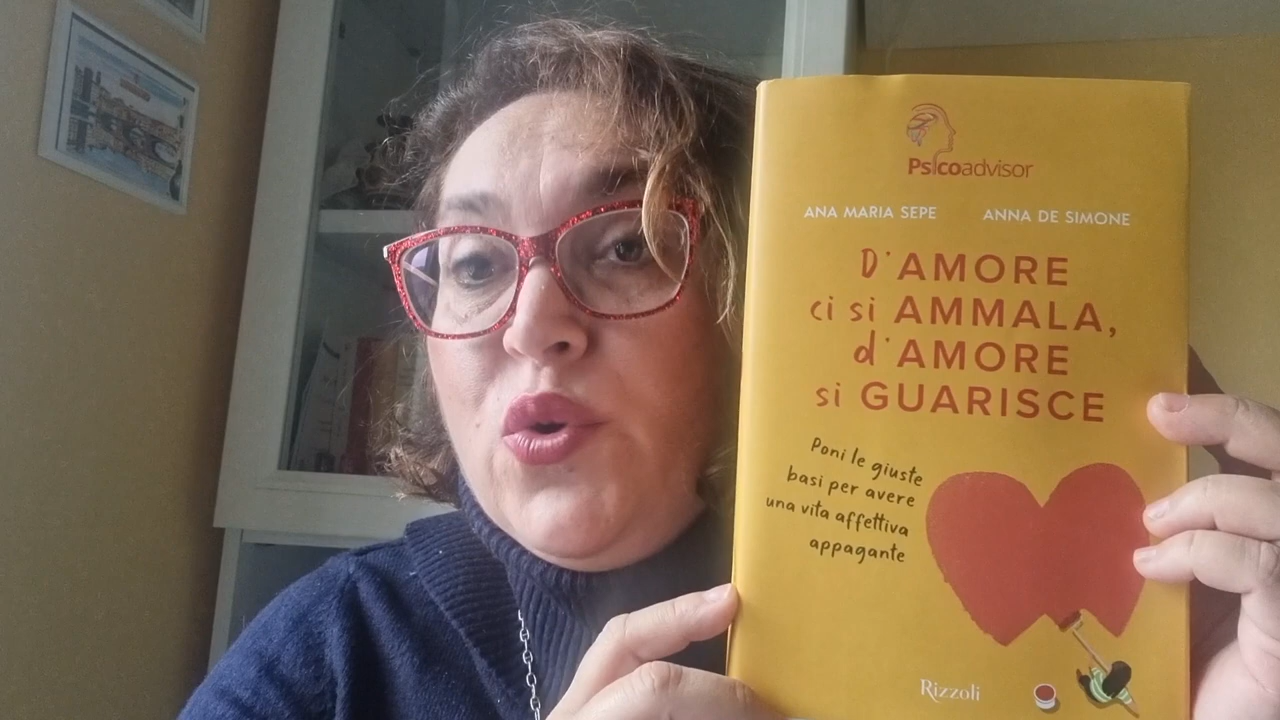 Psicoadvisor
ANA MARIA SEPE
ANNA DE SIMONE
D'AMORE
ci si AMMALA,
d'AMORE
si GUARISCE
Poni le giuste
basi per avere
una vita affettiva
appagante
Rizzoli